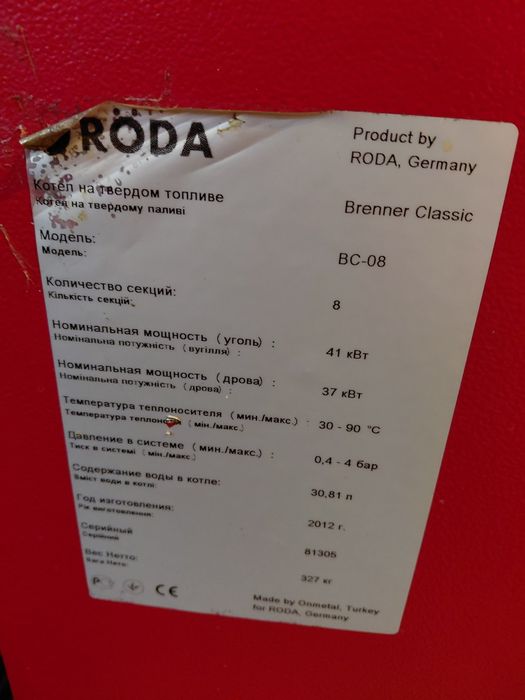 RODA
Product by
RODA, Germany
Котел на твердом топливе
Котел на твердому паливі
Brenner Classic
Модель:
Модель:
BC-08
Количество секций:
Кількість секцій:
8
Номинальная мощность ( уголь) :
Номінальна потужність ( вугілля) :
41 кВт
Номинальная мощность ( дрова) :
Номінальна потужність ( дрова) :
37 кВт
Температура теплоносителя ( мин./макс.) :
Температура ( мін./макс.)
30 - 90 °C
Давление в системе ( мин./макс.) :
Тиск в системі ( мін./макс.)
0,4 - 4 бар
Содержание воды в котле:
Вміст води в котлі:
30,81 л
Год изготовления:
Рік виготовлення:
2012 г.
Серийный
Серійний
81305
Вес Нетто:
Вага Нетто:
327 кг
CE
Made by Onmetal, Turkey
for RODA, Germany